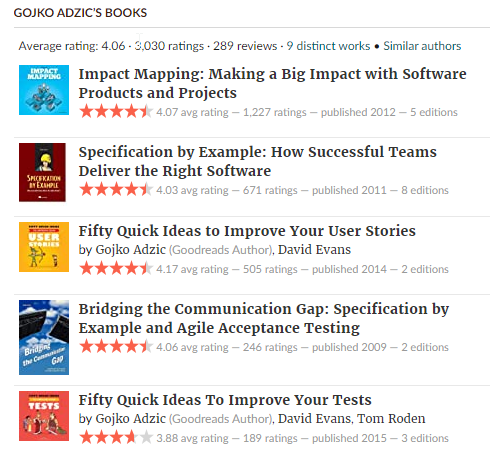 GOJKO ADZIC'S BOOKS
Average rating: 4.06 · 3,030 ratings · 289 reviews · 9 distinct works • Similar authors
IMPACT
MAPPING
Impact Mapping: Making a Big Impact with Software
Products and Projects
4.07 avg rating — 1,227 ratings — published 2012 — 5 editions
SPECIFICATION
BY EXAMPLE
Specification by Example: How Successful Teams
Deliver the Right Software
4.03 avg rating — 671 ratings — published 2011 — 8 editions
FIFTY QUICK IDEAS
USER
STORIES
Fifty Quick Ideas to Improve Your User Stories
by Gojko Adzic (Goodreads Author), David Evans
4.17 avg rating — 505 ratings — published 2014 — 2 editions
Bridging
the Communication
Gap
Bridging the Communication Gap: Specification by
Example and Agile Acceptance Testing
4.06 avg rating — 246 ratings — published 2009 — 2 editions
FIFTY QUICK IDEAS
TESTS
Fifty Quick Ideas To Improve Your Tests
by Gojko Adzic (Goodreads Author), David Evans, Tom Roden
3.88 avg rating — 189 ratings — published 2015 — 3 editions